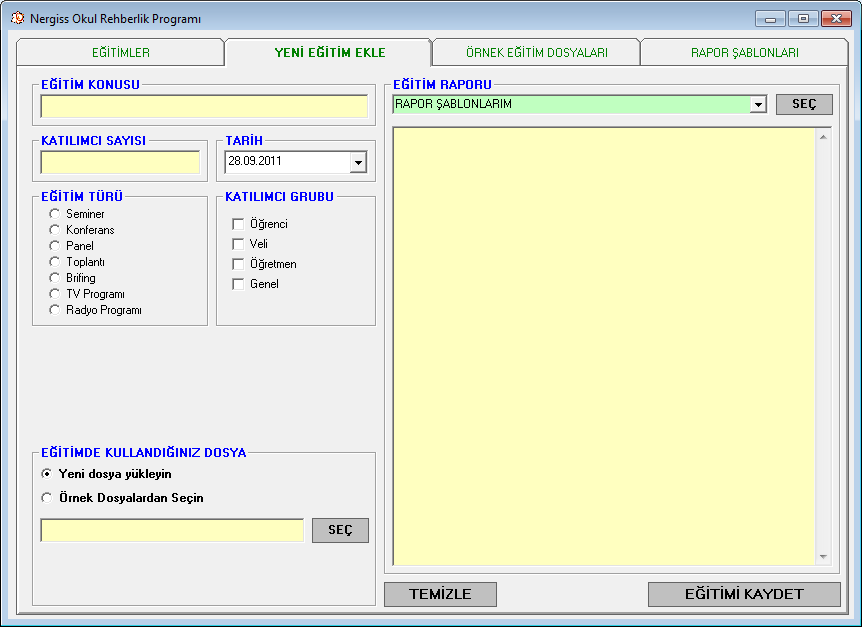 Nergiss Okul Rehberlik Programı
EĞİTİMLER
YENİ EĞİTİM EKLE
ÖRNEK EĞİTİM DOSYALARI
RAPOR ŞABLONLARI
EĞİTİM KONUSU
KATILIMCI SAYISI
TARİH
28.09.2011
EĞİTİM TÜRÜ
Seminer
Konferans
Panel
Toplantı
Brifing
TV Programı
Radyo Programı
KATILIMCI GRUBU
Öğrenci
Veli
Öğretmen
Genel
EĞİTİMDE KULLANDIĞINIZ DOSYA
Yeni dosya yükleyin
Örnek Dosyalardan Seçin
SEÇ
EĞİTİM RAPORU
RAPOR ŞABLONLARIM
SEÇ
TEMİZLE
EĞİTİMİ KAYDET